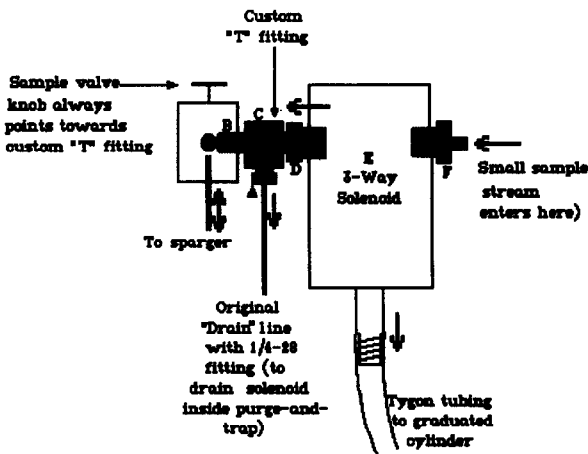 Custom
"T" fitting
Sample valve
knob always
points towards
custom "T" fitting
B
C
D
A
E
3-Way
Solenoid
F
Small sample
stream
enters here)
To sparger
Original
"Drain" line
with 1/4-28
fitting (to
drain solenoid
inside purge-and-
trap)
Tygon tubing
to graduated
cylinder